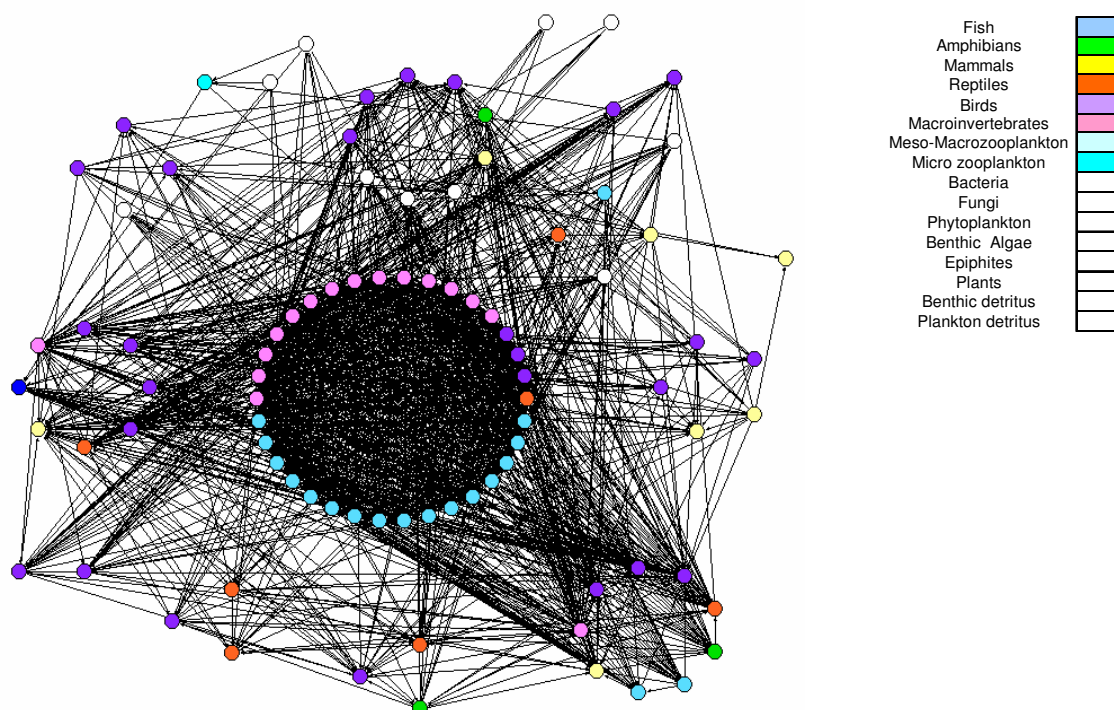 Fish
Amphibians
Mammals
Reptiles
Birds
Macroinvertebrates
Meso-Macrozooplankton
Micro zooplankton
Bacteria
Fungi
Phytoplankton
Benthic Algae
Epiphites
Plants
Benthic detritus
Plankton detritus